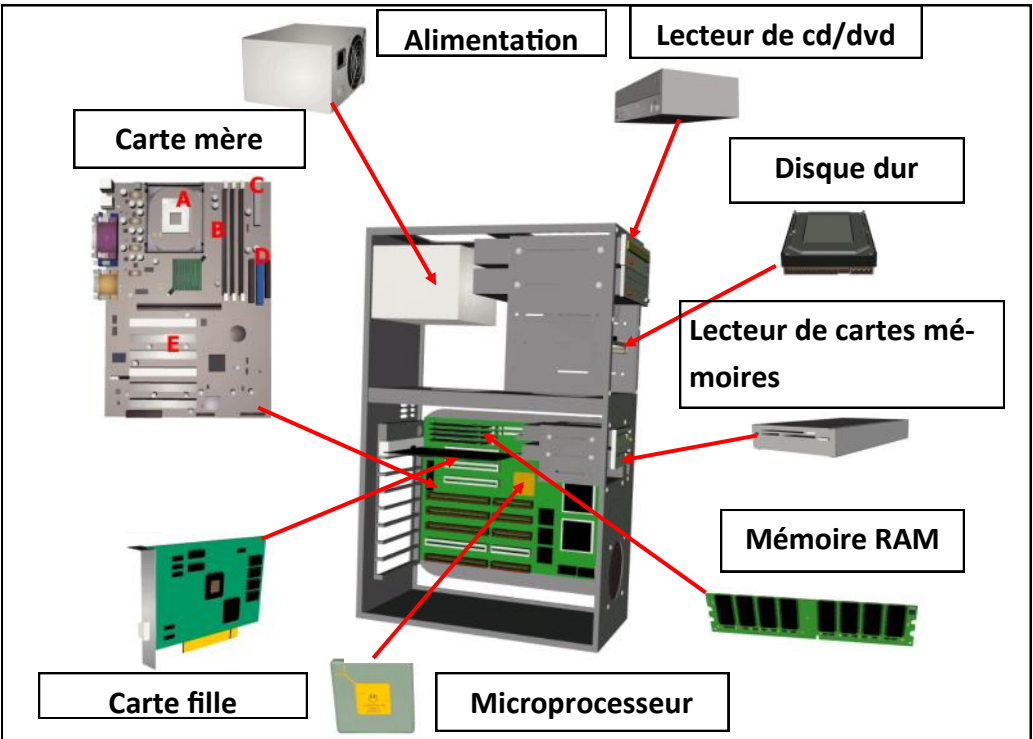 Alimentation
Lecteur de cd/dvd
Carte mère
Disque dur
A
B
C
D
E
Lecteur de cartes mé-
moires
Mémoire RAM
Carte fille
Microprocesseur